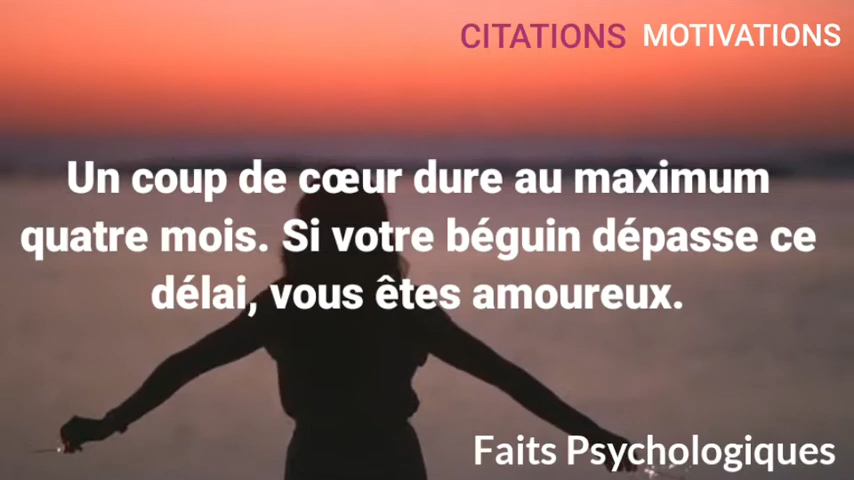 CITATIONS MOTIVATIONS
Un coup de cœur dure au maximum
quatre mois. Si votre béguin dépasse ce
délai, vous êtes amoureux.
Faits Psychologiques